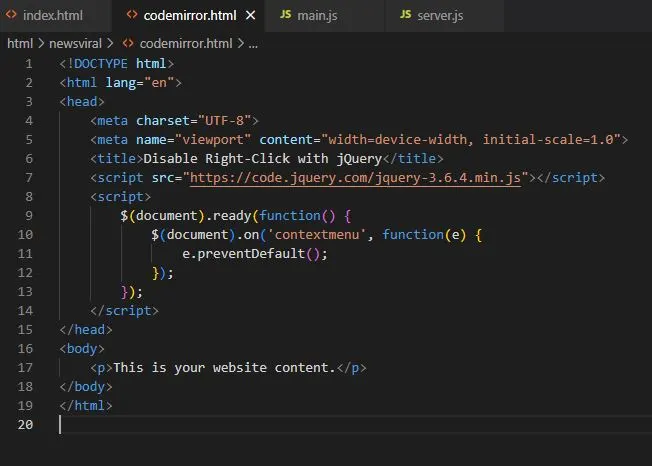 index.html codemirror.html JS main.js JS server.js
html > newsviral > codemirror.html > ...
1 <!DOCTYPE html>
2 <html lang="en">
3 <head>
4     <meta charset="UTF-8">
5     <meta name="viewport" content="width=device-width, initial-scale=1.0">
6     <title>Disable Right-Click with jQuery</title>
7     <script src="https://code.jquery.com/jquery-3.6.4.min.js"></script>
8     <script>
9         $(document).ready(function() {
10             $(document).on('contextmenu', function(e) {
11                 e.preventDefault();
12             });
13         });
14     </script>
15 </head>
16 <body>
17     <p>This is your website content.</p>
18 </body>
19 </html>
20